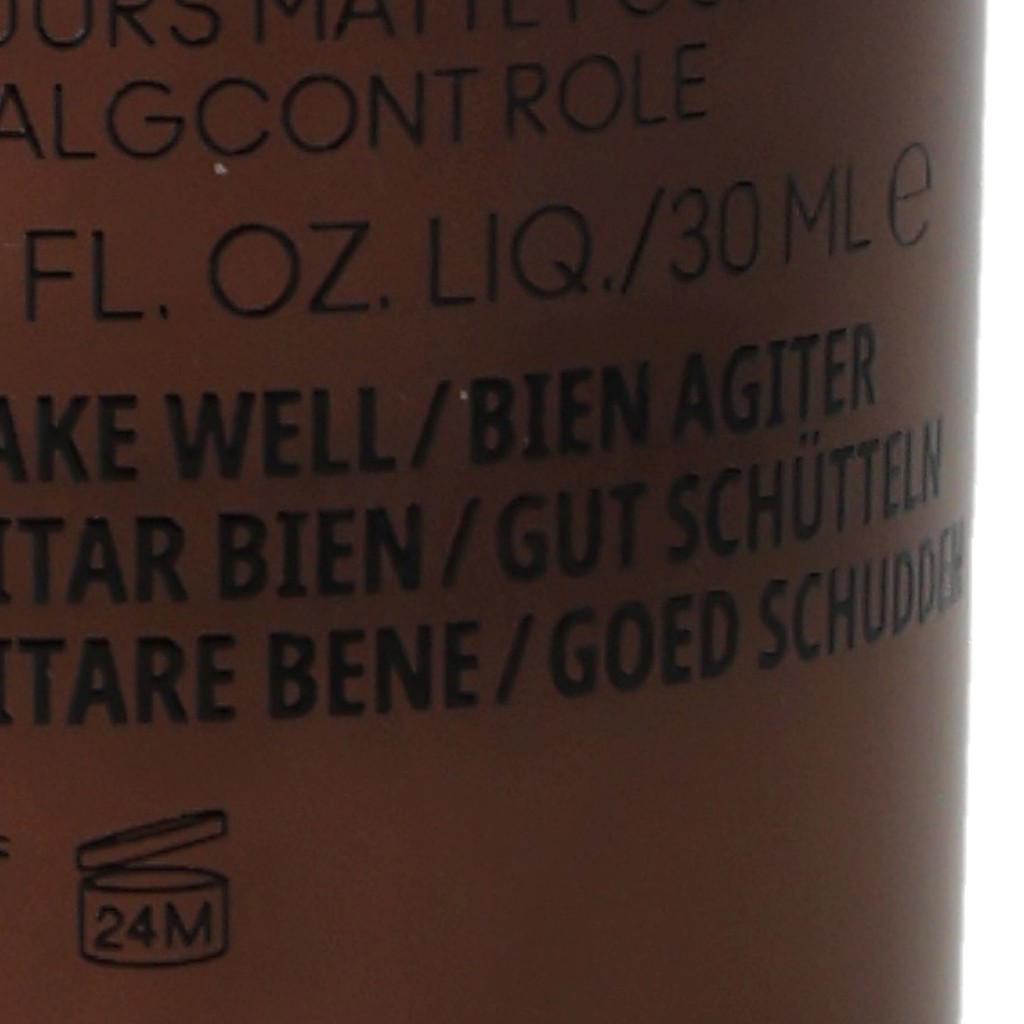 ALGCONTROLE
FL. OZ. LIQ./30 ML e
AKE WELL/BIEN AGITER
ITAR BIEN/GUT SCHÜTTELN
ITARE BENE/GOED SCHUDDEN
24M